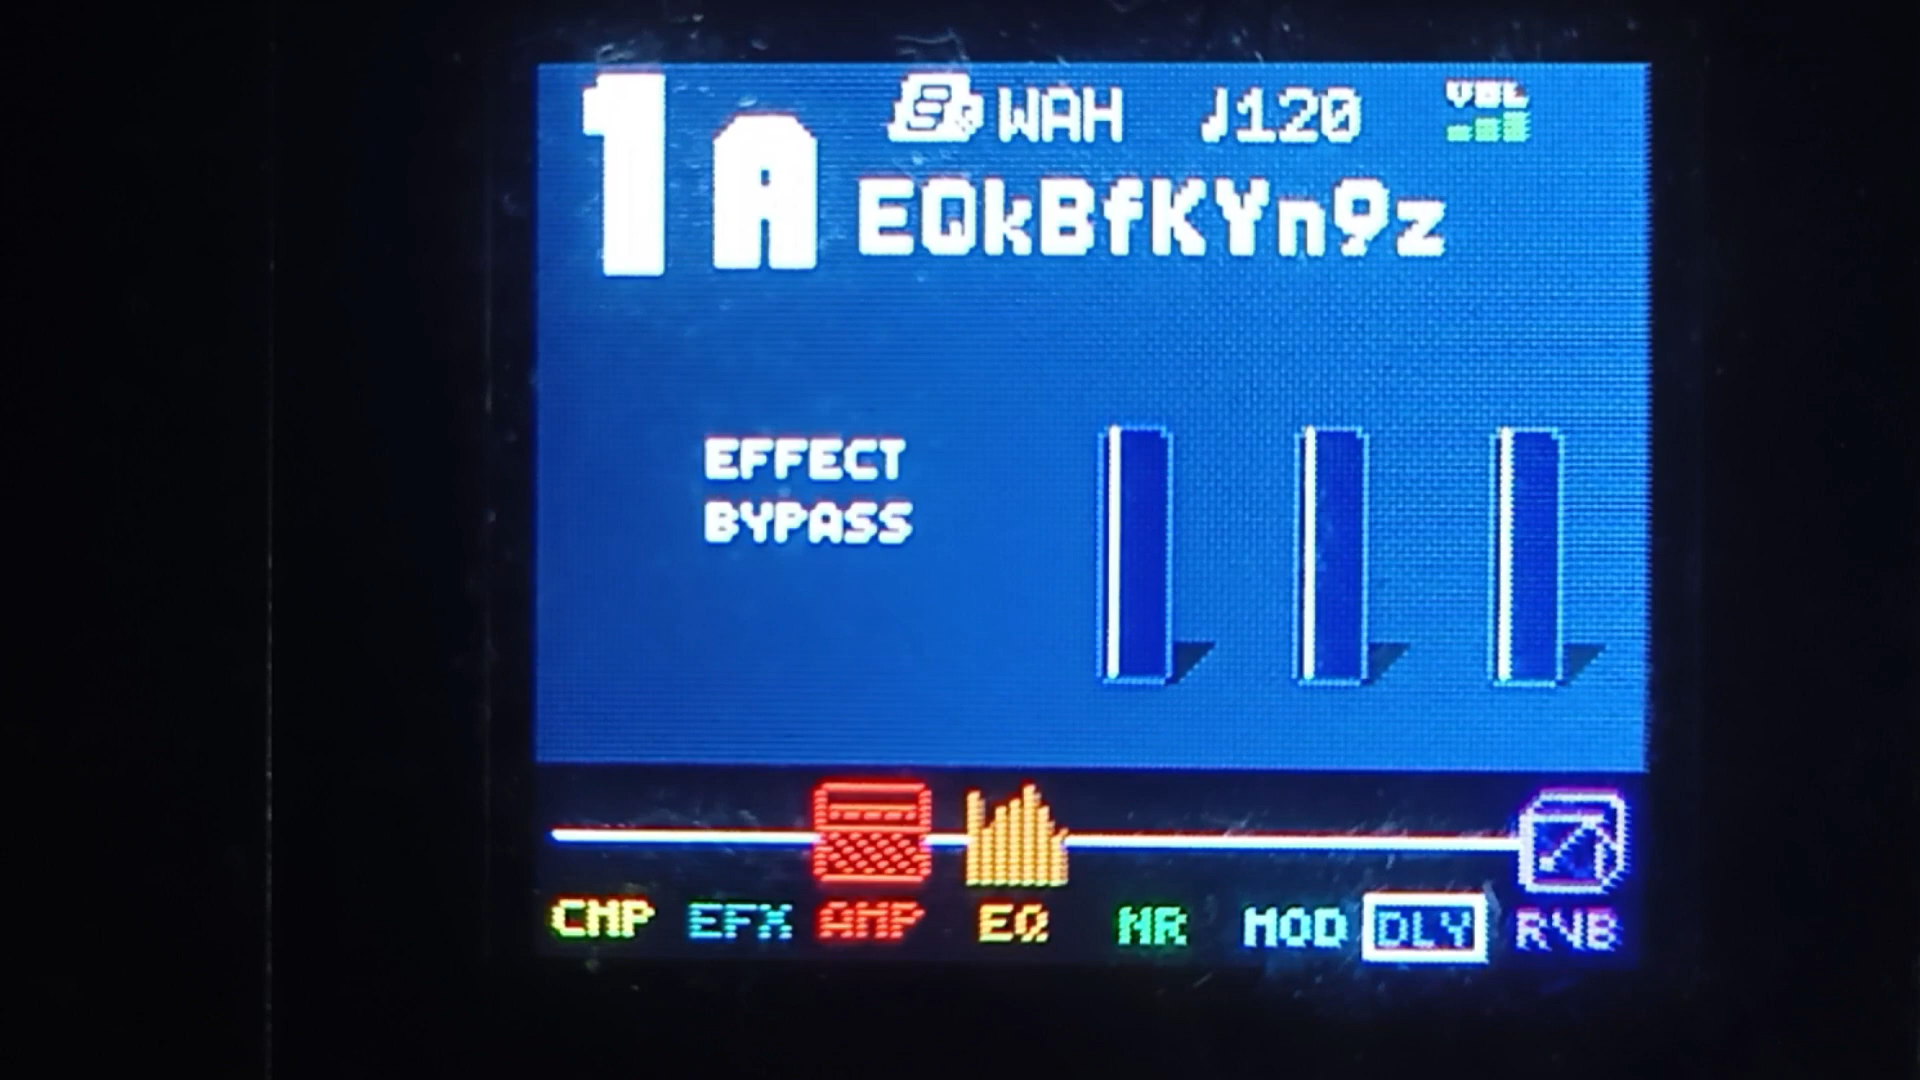 1A WAH ♩120 VOL
EQkBfKYn9z
EFFECT
BYPASS
CMP EFX AMP EQ NR MOD DLY RVB